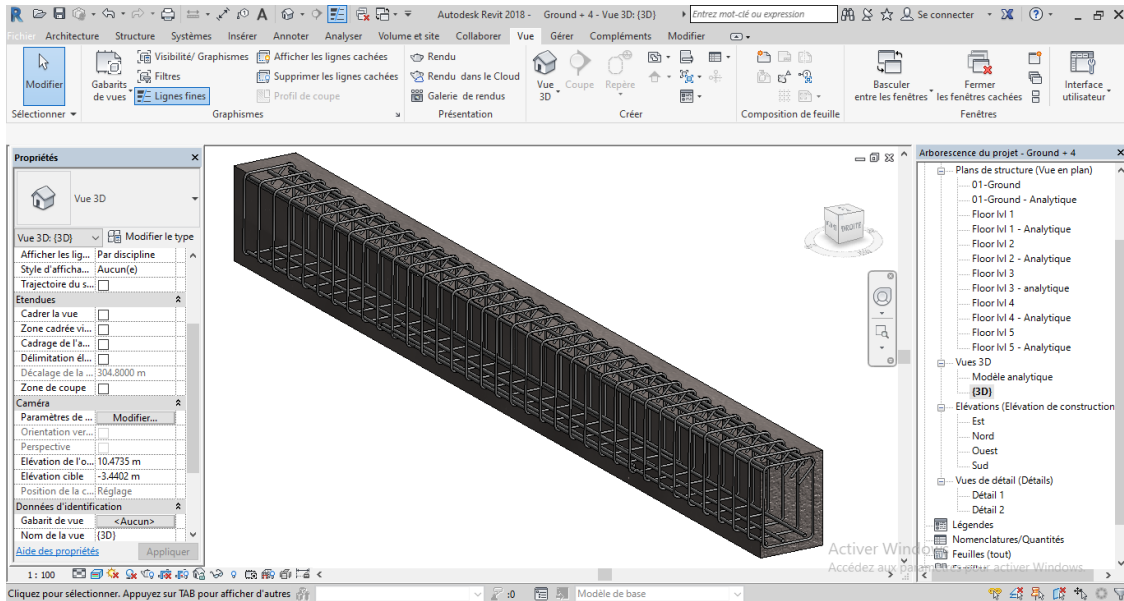 Autodesk Revit 2018 - Ground + 4 - Vue 3D: {3D}
Entrez mot-clé ou expression
Se connecter
Fichier Architecture Structure Systèmes Insérer Annoter Analyser Volume et site Collaborer Vue Gérer Compléments Modifier
Modifier
Gabarits
de vues
Visibilité/ Graphismes
Filtres
Lignes fines
Afficher les lignes cachées
Supprimer les lignes cachées
Profil de coupe
Rendu
Rendu dans le Cloud
Galerie de rendus
Vue
3D
Coupe
Repère
Basculer
entre les fenêtres
Fermer
les fenêtres cachées
Interface
utilisateur
Sélectionner Graphismes Présentation Créer Composition de feuille Fenêtres
Propriétés
Vue 3D
Vue 3D: {3D} Modifier le type
Afficher les lig... Par discipline
Style d'afficha... Aucun(e)
Trajectoire du s...
Etendues
Cadrer la vue
Zone cadrée vi...
Cadrage de l'a...
Délimitation él...
Décalage de la ... 304.8000 m
Zone de coupe
Caméra
Paramètres de ... Modifier...
Orientation ver...
Perspective
Elévation de l'o... 10.4735 m
Elévation cible -3.4402 m
Position de la c... Réglage
Données d'identification
Gabarit de vue <Aucun>
Nom de la vue {3D}
Aide des propriétés Appliquer
DROITE
Arborescence du projet - Ground + 4
Plans de structure (Vue en plan)
01-Ground
01-Ground - Analytique
Floor lvl 1
Floor lvl 1 - Analytique
Floor lvl 2
Floor lvl 2 - Analytique
Floor lvl 3
Floor lvl 3 - analytique
Floor lvl 4
Floor lvl 4 - Analytique
Floor lvl 5
Floor lvl 5 - Analytique
Vues 3D
Modèle analytique
{3D}
Elévations (Elévation de construction
Est
Nord
Ouest
Sud
Vues de détail (Détails)
Détail 1
Détail 2
Légendes
Nomenclatures/Quantités
Feuilles (tout)
Activer Windows
Accédez aux paramètres pour activer Windows.
1 : 100
Cliquez pour sélectionner. Appuyez sur TAB pour afficher d'autres :0 Modèle de base